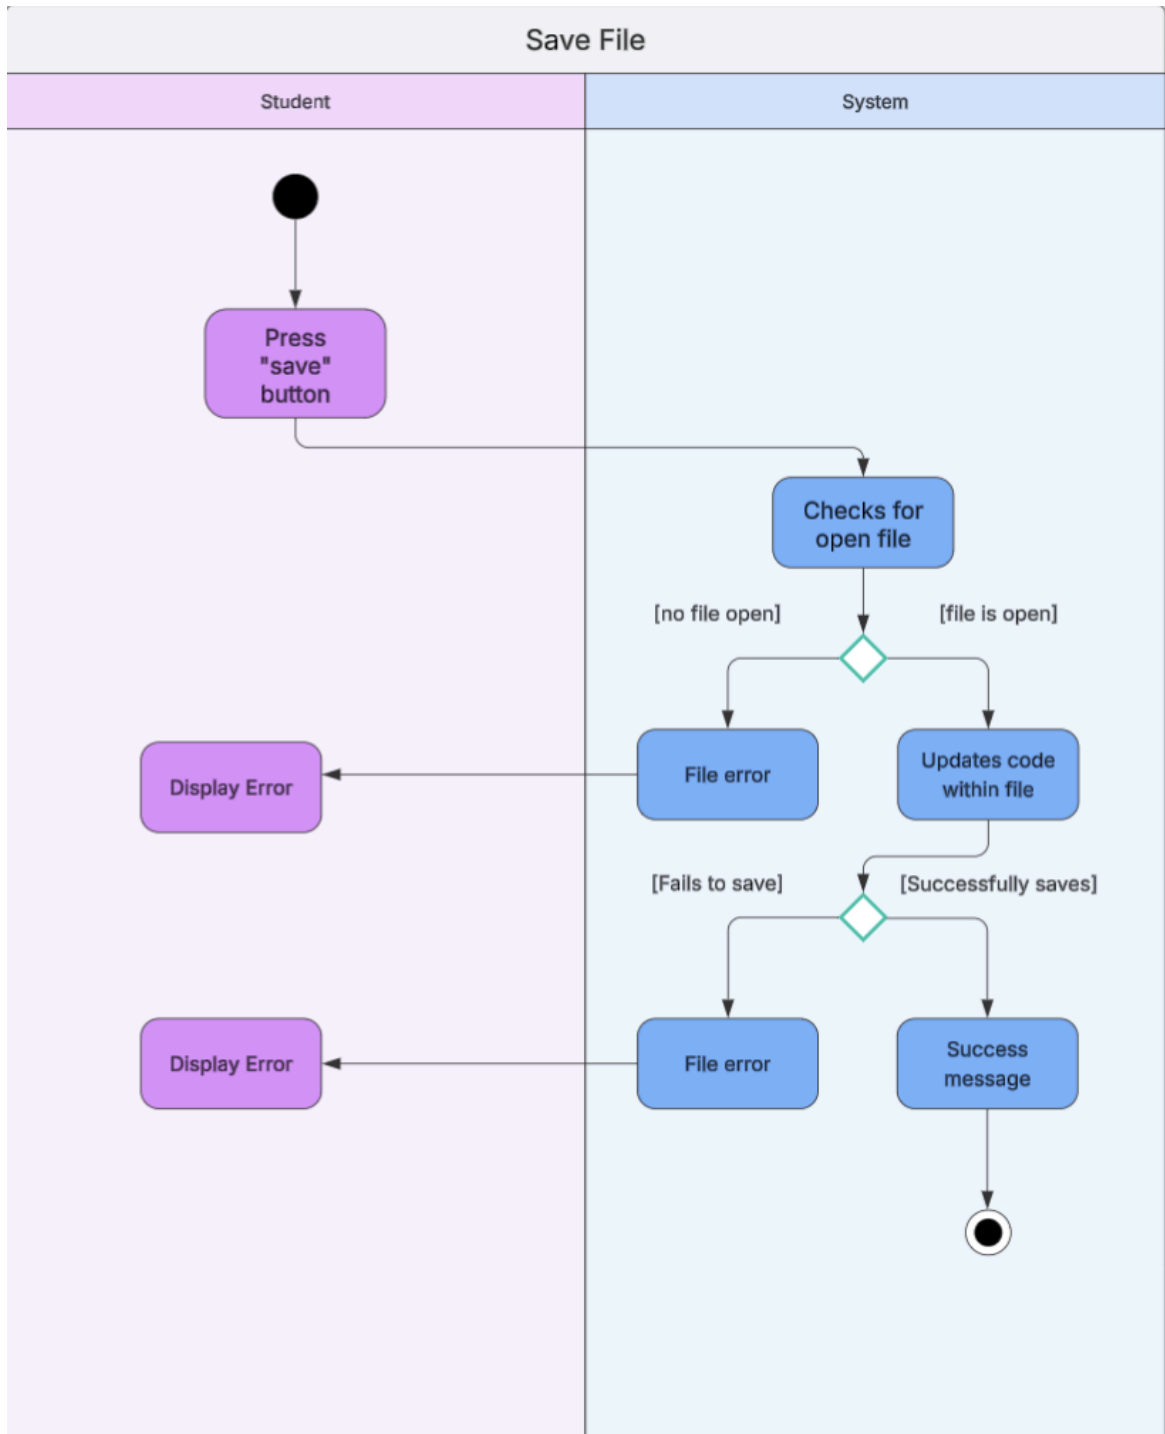 Save File
Student
System
Press
"save"
button
Checks for
open file
[no file open]
[file is open]
Display Error
File error
Updates code
within file
[Fails to save]
[Successfully saves]
Display Error
File error
Success
message